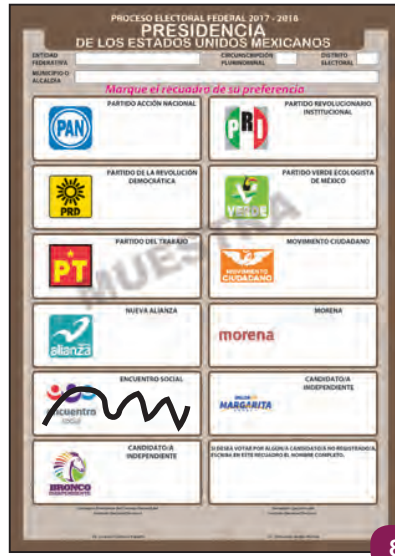 PROCESO ELECTORAL FEDERAL 2017 - 2018
PRESIDENCIA
DE LOS ESTADOS UNIDOS MEXICANOS
ENTIDAD FEDERATIVA
CIRCUNSCRIPCIÓN PLURINOMINAL
DISTRITO ELECTORAL
MUNICIPIO O ALCALDÍA
Marque el recuadro de su preferencia
PARTIDO ACCIÓN NACIONAL
PAN
PARTIDO REVOLUCIONARIO
INSTITUCIONAL
PRI
PARTIDO DE LA REVOLUCIÓN
DEMOCRÁTICA
PRD
PARTIDO VERDE ECOLOGISTA
DE MÉXICO
VERDE
MUESTRA
PARTIDO DEL TRABAJO
PT
MOVIMIENTO CIUDADANO
MOVIMIENTO
CIUDADANO
NUEVA ALIANZA
alianza
MORENA
morena
ENCUENTRO SOCIAL
encuentro
social
CANDIDATO/A
INDEPENDIENTE
MARGARITA
CANDIDATO/A
INDEPENDIENTE
BRONCO
INDEPENDIENTE
SI DESEA VOTAR POR ALGÚN/A CANDIDATO/A NO REGISTRADO/A,
ESCRIBA EN ESTE RECUADRO EL NOMBRE COMPLETO.
8